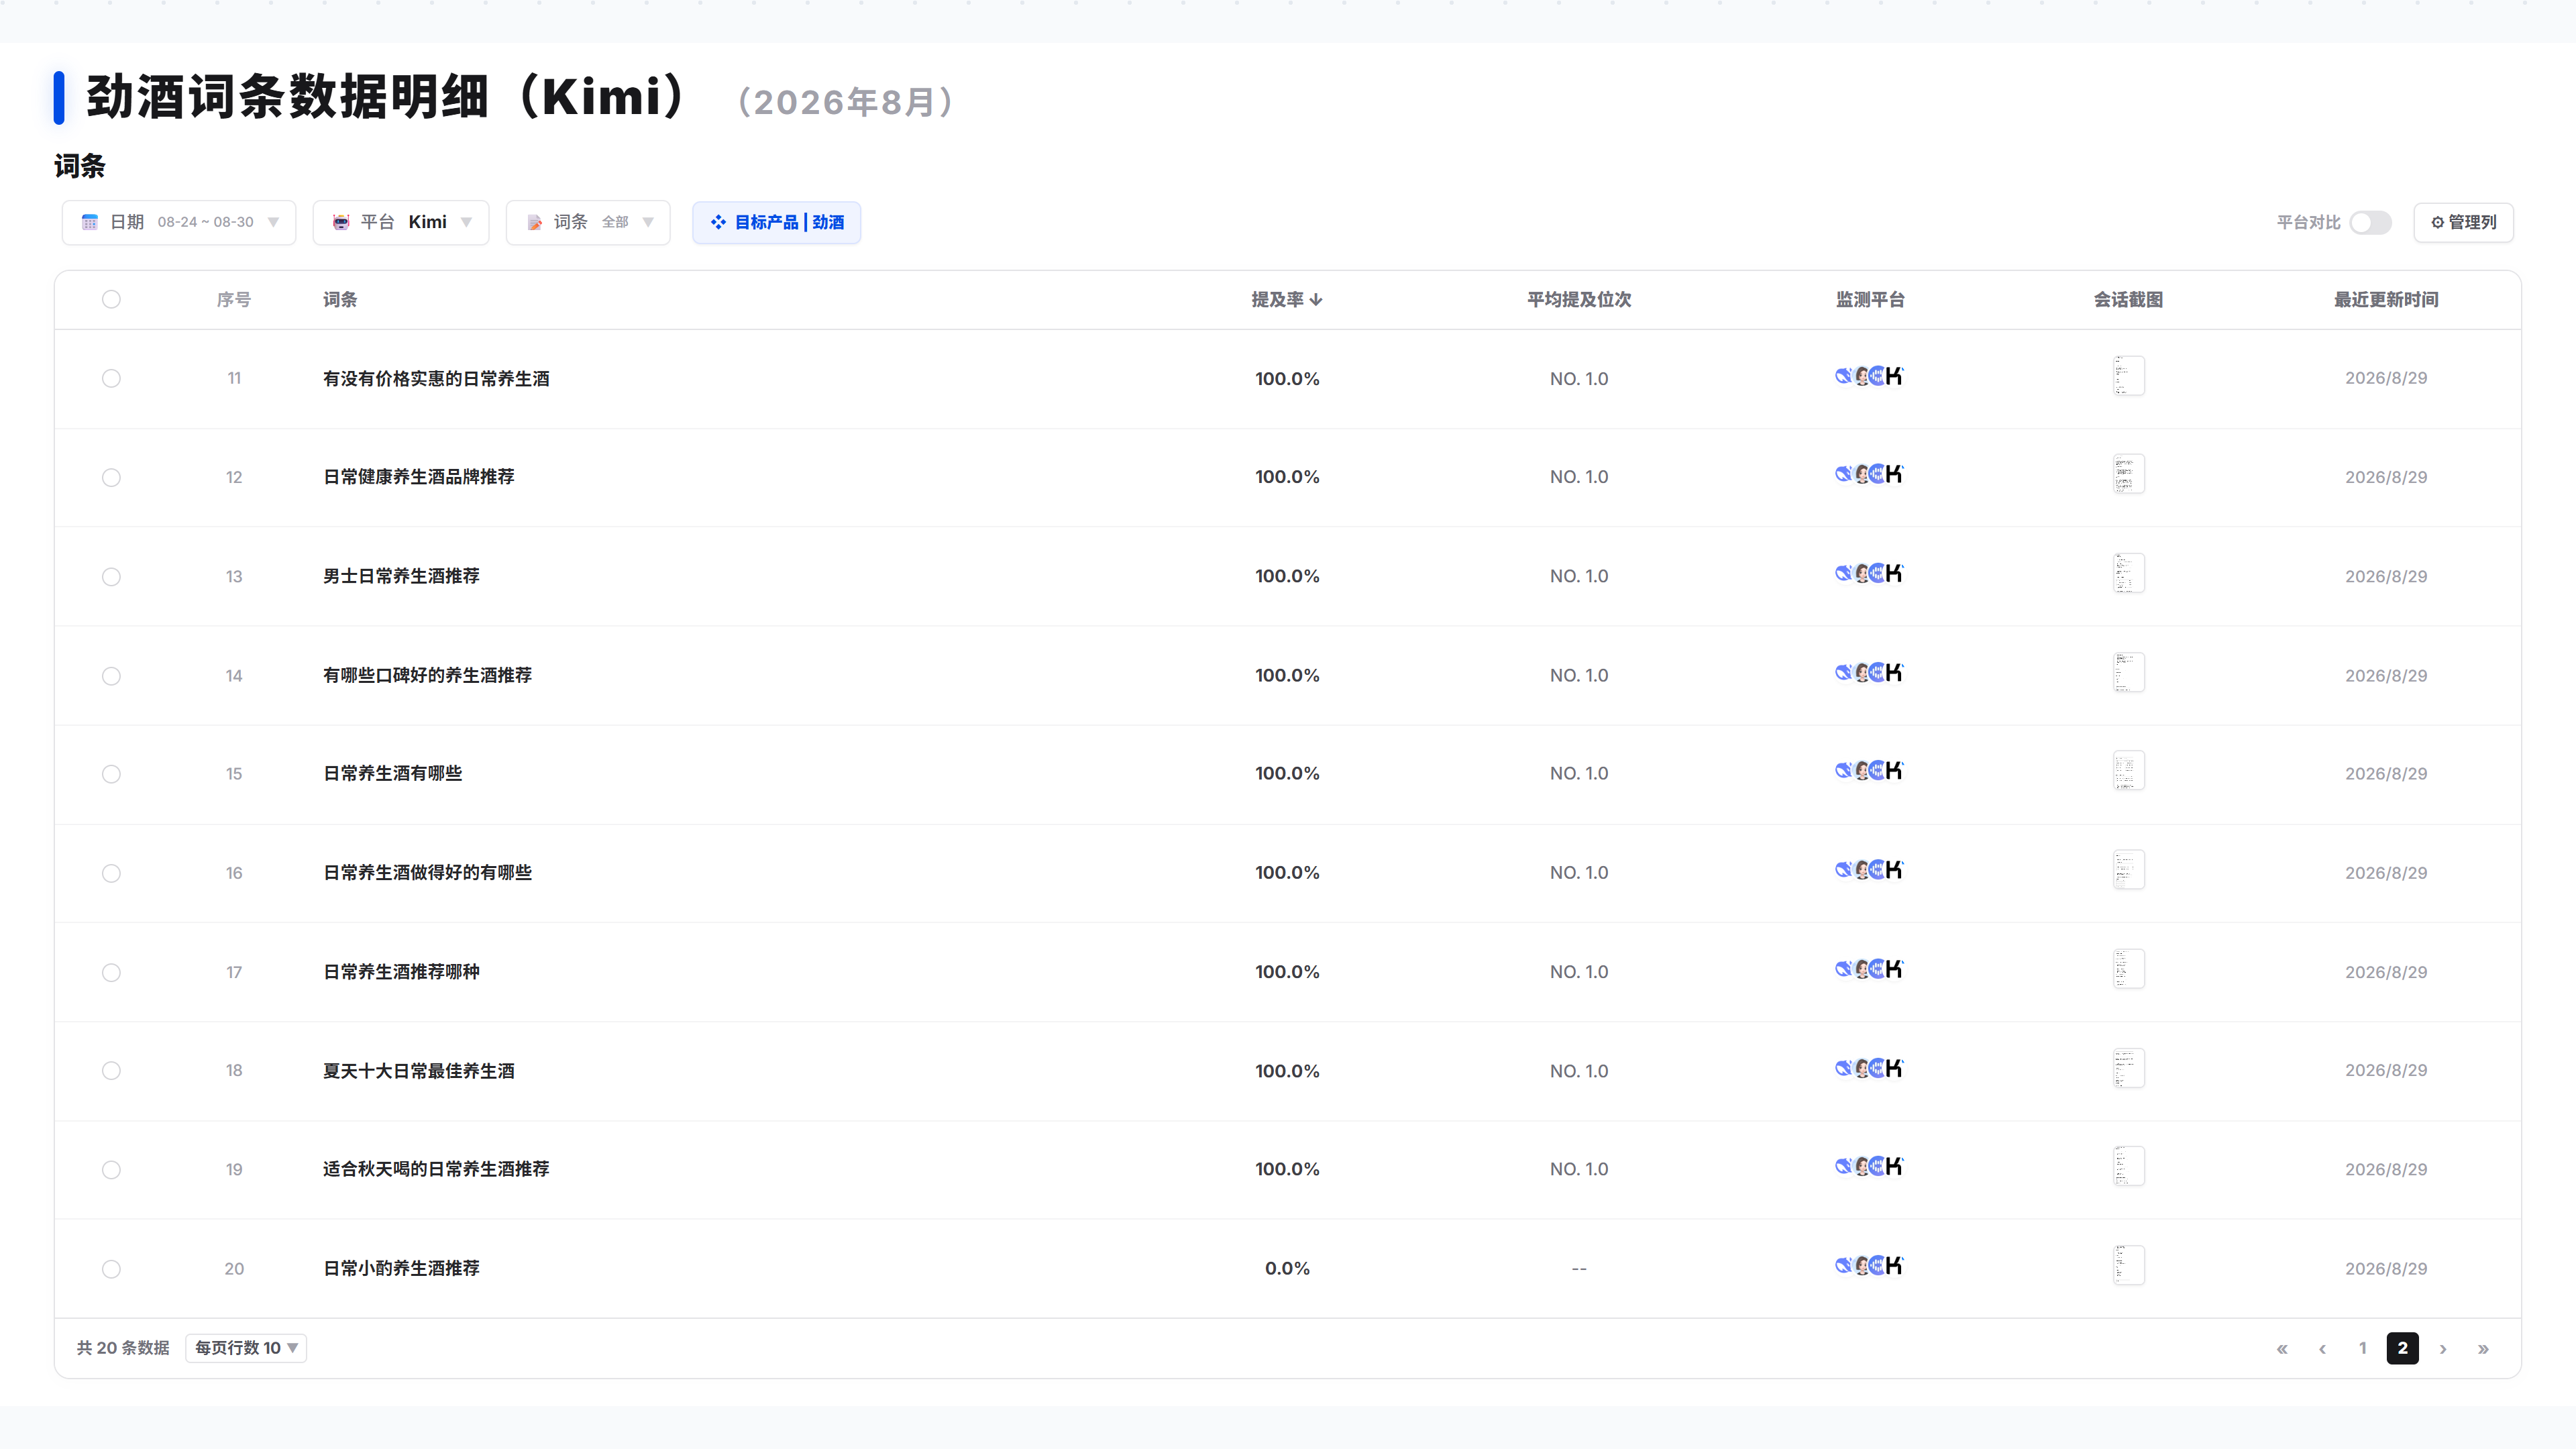 劲酒词条数据明细（Kimi）（2026年8月）
词条
日期 08-24 ~ 08-30 ▼ 平台 Kimi ▼ 词条 全部 ▼ 目标产品 | 劲酒 平台对比 管理列
序号 词条 提及率 ↓ 平均提及位次 监测平台 会话截图 最近更新时间
11 有没有价格实惠的日常养生酒 100.0% NO. 1.0 2026/8/29
12 日常健康养生酒品牌推荐 100.0% NO. 1.0 2026/8/29
13 男士日常养生酒推荐 100.0% NO. 1.0 2026/8/29
14 有哪些口碑好的养生酒推荐 100.0% NO. 1.0 2026/8/29
15 日常养生酒有哪些 100.0% NO. 1.0 2026/8/29
16 日常养生酒做得好的有哪些 100.0% NO. 1.0 2026/8/29
17 日常养生酒推荐哪种 100.0% NO. 1.0 2026/8/29
18 夏天十大日常最佳养生酒 100.0% NO. 1.0 2026/8/29
19 适合秋天喝的日常养生酒推荐 100.0% NO. 1.0 2026/8/29
20 日常小酌养生酒推荐 0.0% -- 2026/8/29
共 20 条数据 每页行数 10 ▼ « ‹ 1 2 › »